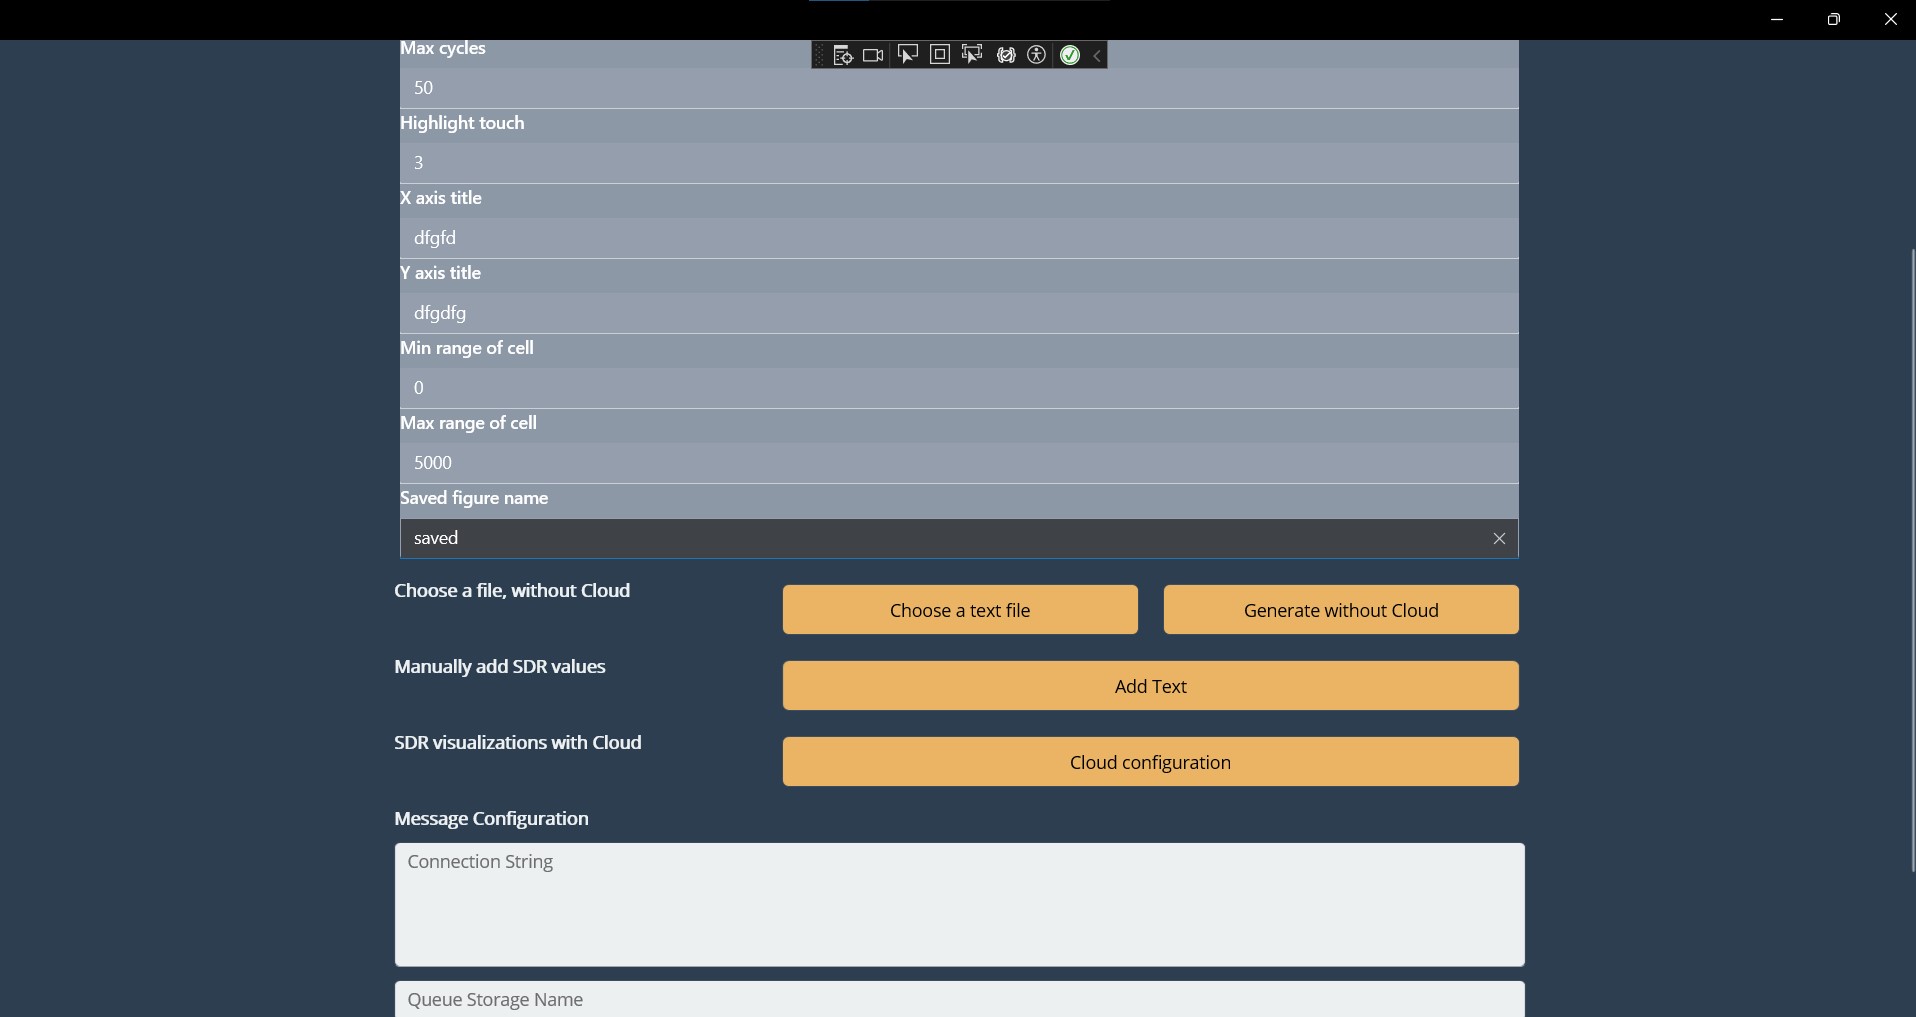 Max cycles
50
Highlight touch
3
X axis title
dfgfd
Y axis title
dfgdfg
Min range of cell
0
Max range of cell
5000
Saved figure name
saved
Choose a file, without Cloud
Choose a text file
Generate without Cloud
Manually add SDR values
Add Text
SDR visualizations with Cloud
Cloud configuration
Message Configuration
Connection String
Queue Storage Name